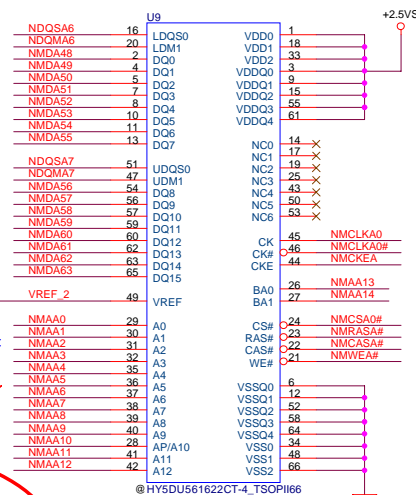 U9
+2.5VS
NDQSA6 16 LDQS0 VDD0 1
NDQMA6 20 LDM1 VDD1 18
NMDA48 2 DQ0 VDD2 33
NMDA49 4 DQ1 VDDQ0 3
NMDA50 5 DQ2 VDDQ1 9
NMDA51 7 DQ3 VDDQ2 15
NMDA52 8 DQ4 VDDQ3 55
NMDA53 10 DQ5 VDDQ4 61
NMDA54 11 DQ6
NMDA55 13 DQ7 NC0 14
NC1 17
NDQSA7 51 UDQS0 NC2 19
NDQMA7 47 UDM1 NC3 25
NMDA56 54 DQ8 NC4 43
NMDA57 56 DQ9 NC5 50
NMDA58 57 DQ10 NC6 53
NMDA59 59 DQ11
NMDA60 60 DQ12 CK 45 NMCLKA0
NMDA61 62 DQ13 CK# 46 NMCLKA0#
NMDA62 63 DQ14 CKE 44 NMCKEA
NMDA63 65 DQ15
BA0 26 NMAA13
VREF_2 49 VREF BA1 27 NMAA14
NMAA0 29 A0 CS# 24 NMCSA0#
NMAA1 30 A1 RAS# 23 NMRASA#
NMAA2 31 A2 CAS# 22 NMCASA#
NMAA3 32 A3 WE# 21 NMWEA#
NMAA4 35 A4
NMAA5 36 A5 VSSQ0 6
NMAA6 37 A6 VSSQ1 12
NMAA7 38 A7 VSSQ2 52
NMAA8 39 A8 VSSQ3 58
NMAA9 40 A9 VSSQ4 64
NMAA10 28 AP/A10 VSS0 34
NMAA11 41 A11 VSS1 48
NMAA12 42 A12 VSS2 66
@HY5DU561622CT-4_TSOPII66